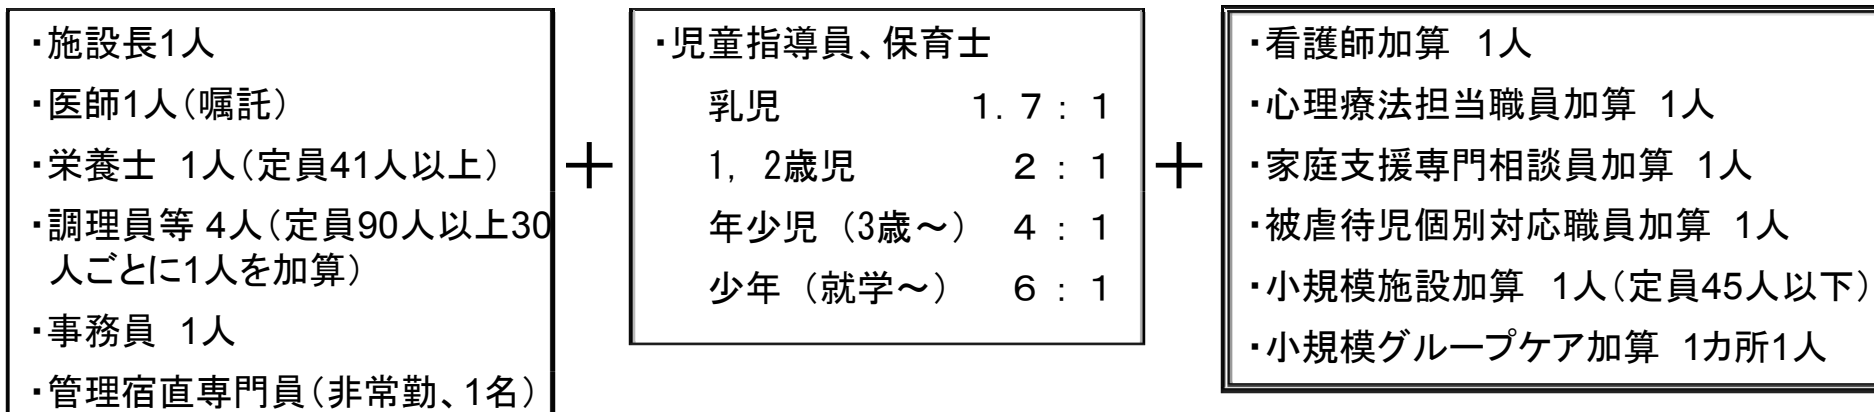 ・施設長1人
・医師1人（嘱託）
・栄養士 1人（定員41人以上）
・調理員等 4人（定員90人以上30
人ごとに1人を加算）
・事務員 1人
・管理宿直専門員（非常勤、1名）
＋
・児童指導員、保育士
乳児 1．7：1
1，2歳児 2：1
年少児（3歳～） 4：1
少年（就学～） 6：1
＋
・看護師加算 1人
・心理療法担当職員加算 1人
・家庭支援専門相談員加算 1人
・被虐待児個別対応職員加算 1人
・小規模施設加算 1人（定員45人以下）
・小規模グループケア加算 1カ所1人